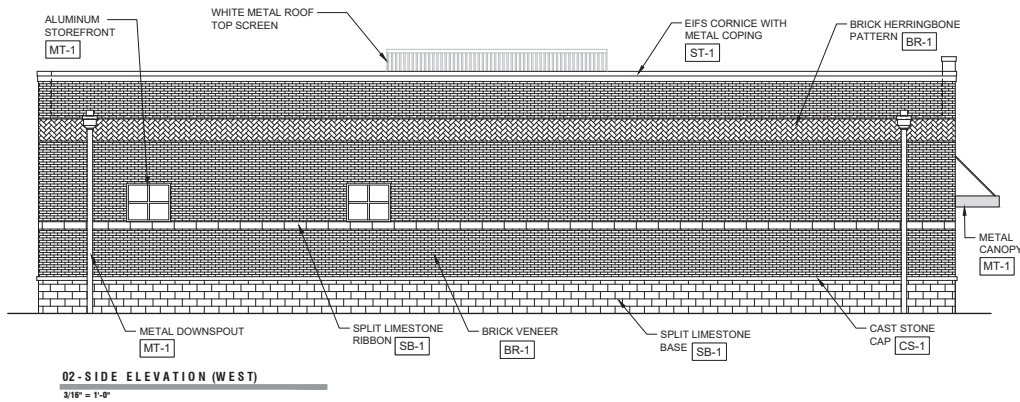 ALUMINUM
STOREFRONT
MT-1
WHITE METAL ROOF
TOP SCREEN
EIFS CORNICE WITH
METAL COPING
ST-1
BRICK HERRINGBONE
PATTERN BR-1
METAL
CANOPY
MT-1
METAL DOWNSPOUT
MT-1
SPLIT LIMESTONE
RIBBON SB-1
BRICK VENEER
BR-1
SPLIT LIMESTONE
BASE SB-1
CAST STONE
CAP CS-1
02-SIDE ELEVATION (WEST)
3/16" = 1'-0"